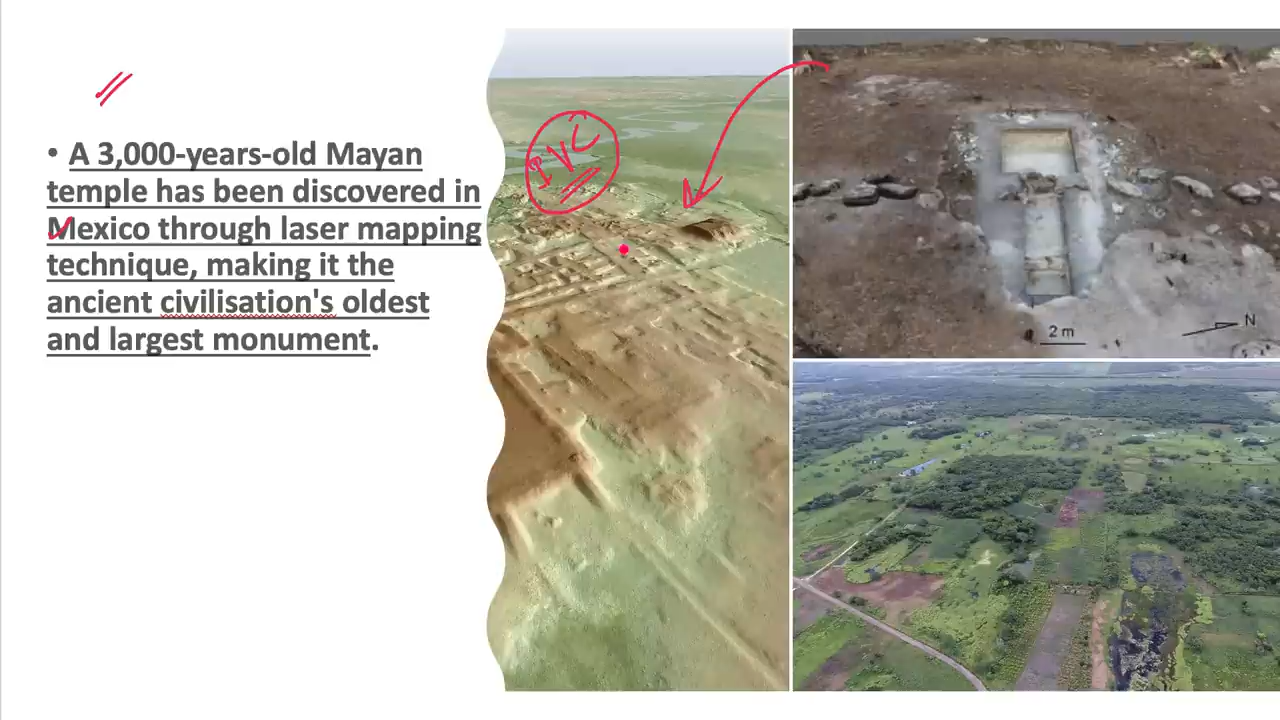 • A 3,000-years-old Mayan
temple has been discovered in
Mexico through laser mapping
technique, making it the
ancient civilisation's oldest
and largest monument.
IVC
2 m
N